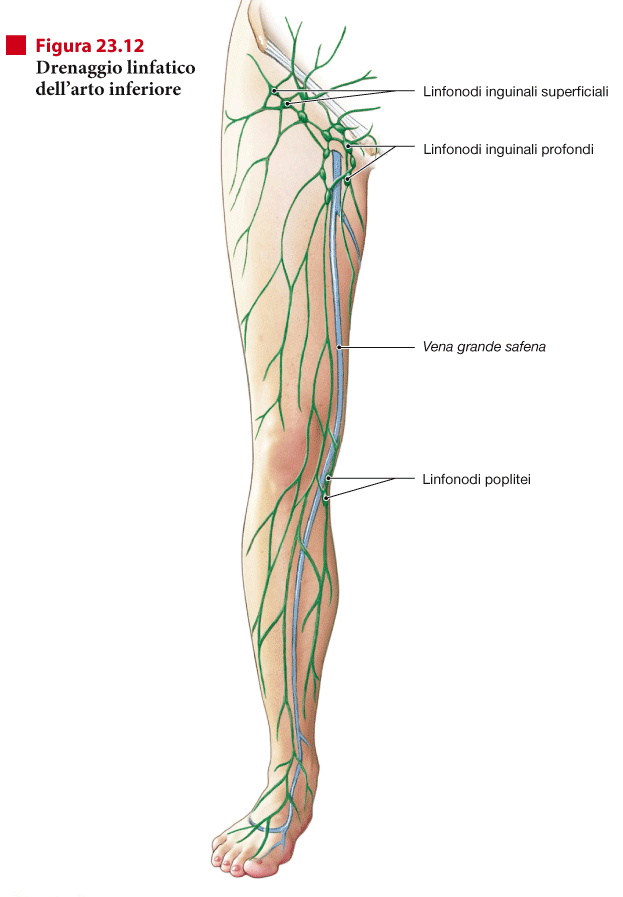 Figura 23.12
Drenaggio linfatico
dell’arto inferiore
Linfonodi inguinali superficiali
Linfonodi inguinali profondi
Vena grande safena
Linfonodi poplitei